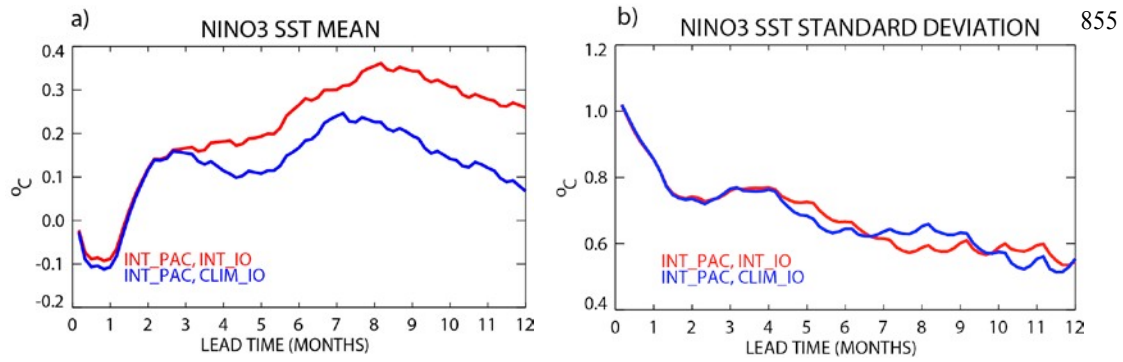 a)
NINO3 SST MEAN
0.4
0.3
0.2
0.1
0.0
-0.1
-0.2
°C
INT_PAC, INT_IO
INT_PAC, CLIM_IO
0 1 2 3 4 5 6 7 8 9 10 11 12
LEAD TIME (MONTHS)
b)
NINO3 SST STANDARD DEVIATION
855
1.2
1.0
0.8
0.6
0.4
°C
INT_PAC, INT_IO
INT_PAC, CLIM_IO
0 1 2 3 4 5 6 7 8 9 10 11 12
LEAD TIME (MONTHS)